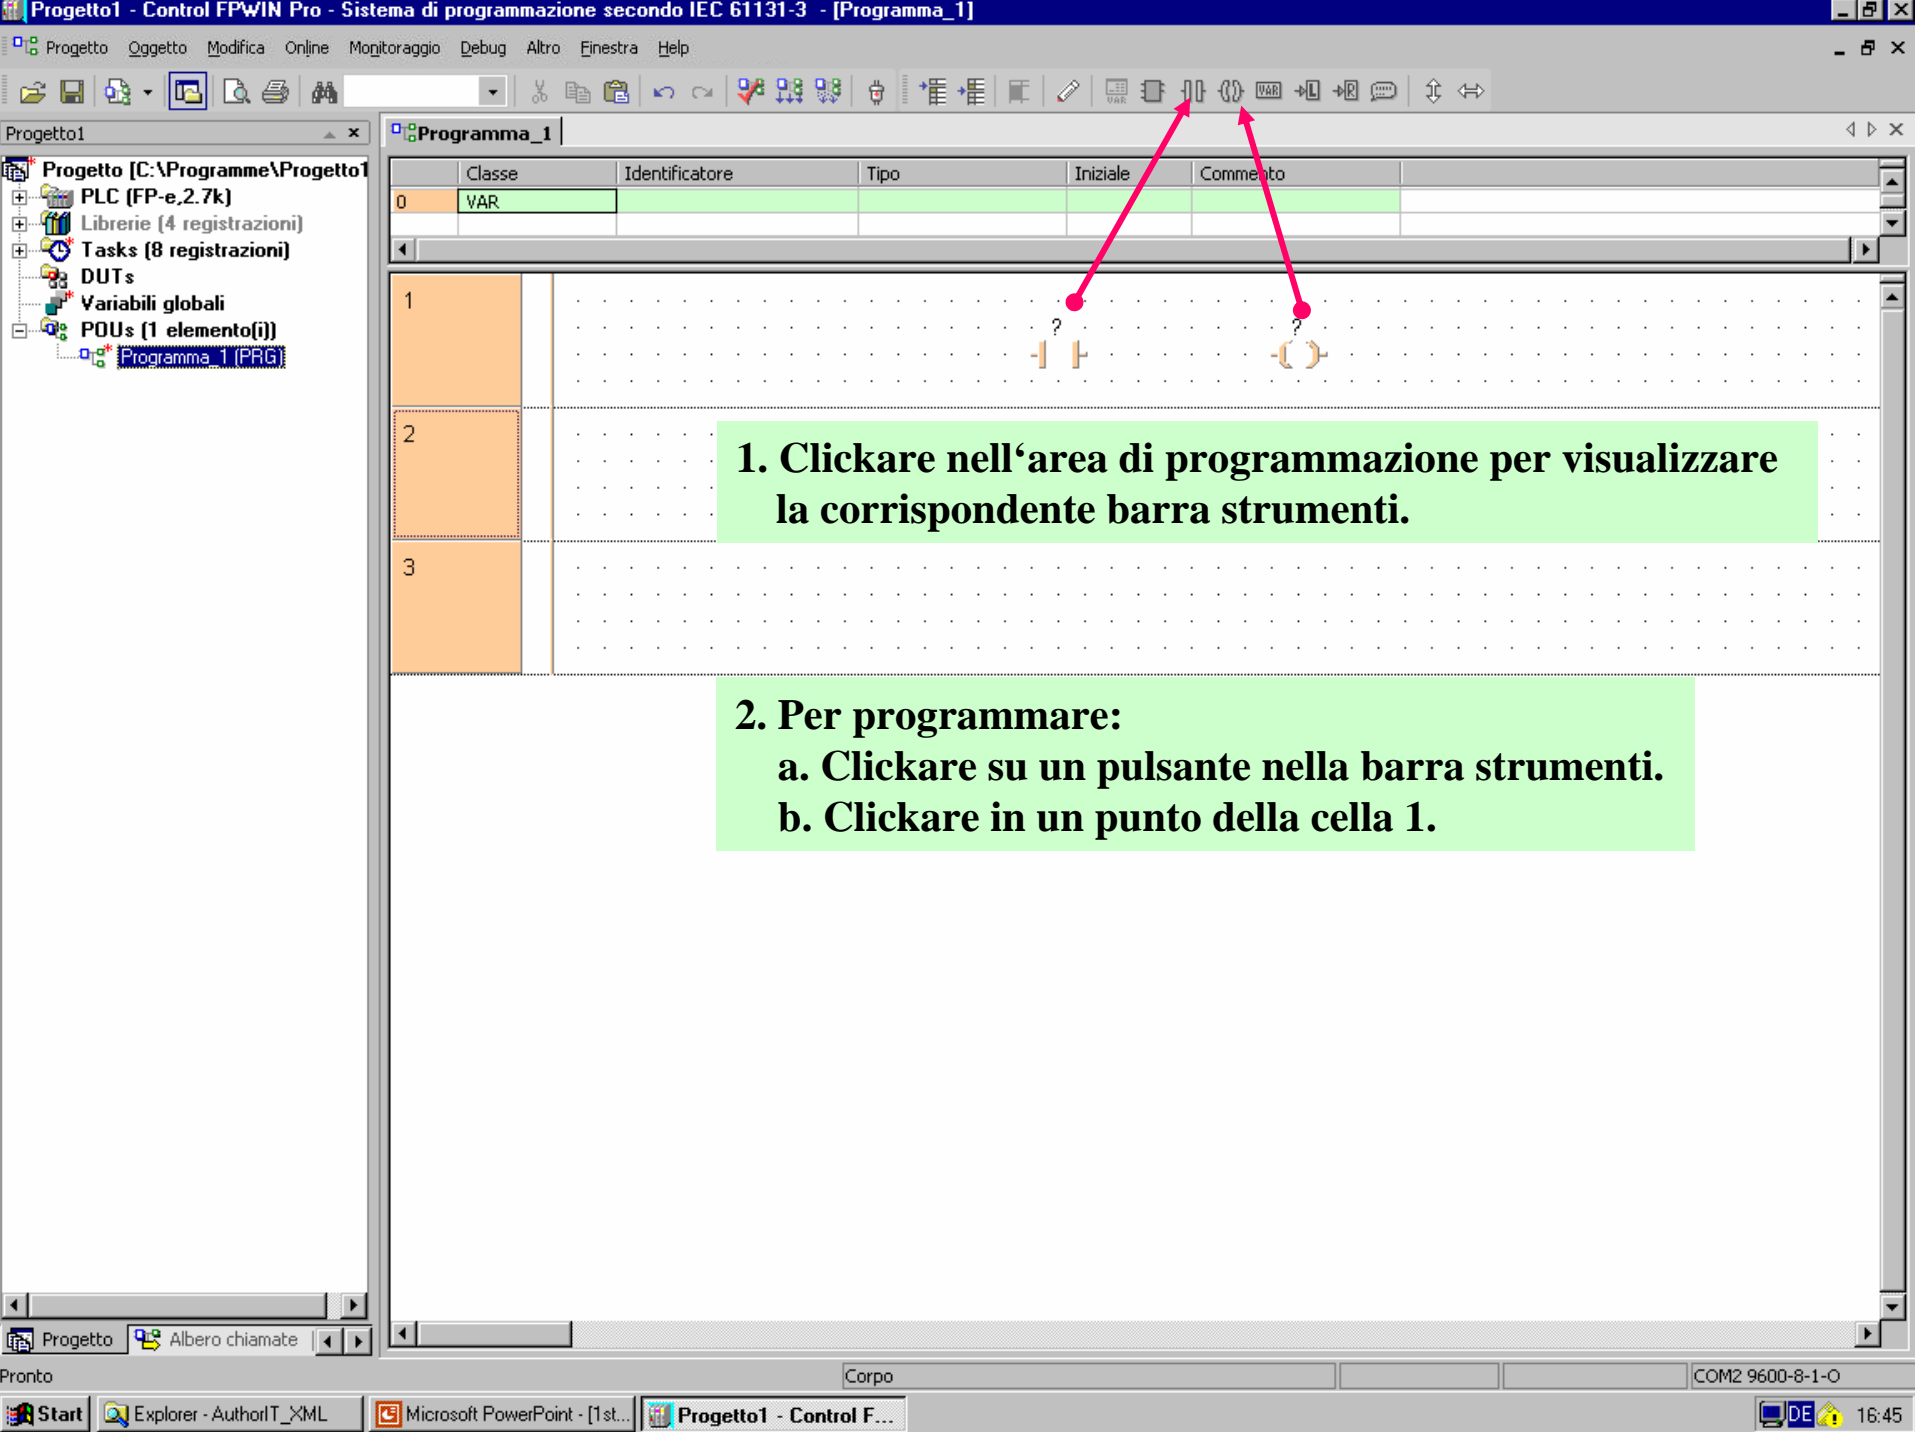 Progetto1 - Control FPWIN Pro - Sistema di programmazione secondo IEC 61131-3  - [Programma_1]
Progetto Oggetto Modifica Online Monitoraggio Debug Altro Finestra Help
VAR VAR L R
Progetto1
Programma_1
Progetto [C:\Programme\Progetto1
PLC (FP-e,2.7k)
Librerie (4 registrazioni)
Tasks (8 registrazioni)
DUTs
Variabili globali
POUs (1 elemento(i))
Programma_1 (PRG)
Classe Identificatore Tipo Iniziale Commento
0 VAR
1
? ?
2
1. Clickare nell‘area di programmazione per visualizzare
la corrispondente barra strumenti.
3
2. Per programmare:
a. Clickare su un pulsante nella barra strumenti.
b. Clickare in un punto della cella 1.
Progetto Albero chiamate
Pronto Corpo COM2 9600-8-1-O
Start Explorer - AuthorIT_XML Microsoft PowerPoint - [1st... Progetto1 - Control F... DE 16:45